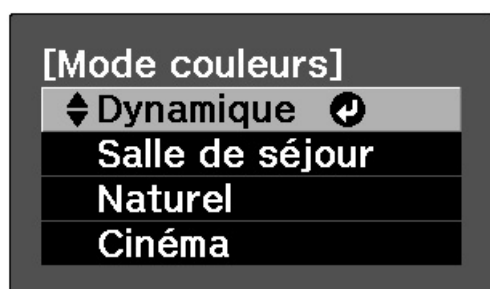 [Mode couleurs]
Dynamique
Salle de séjour
Naturel
Cinéma